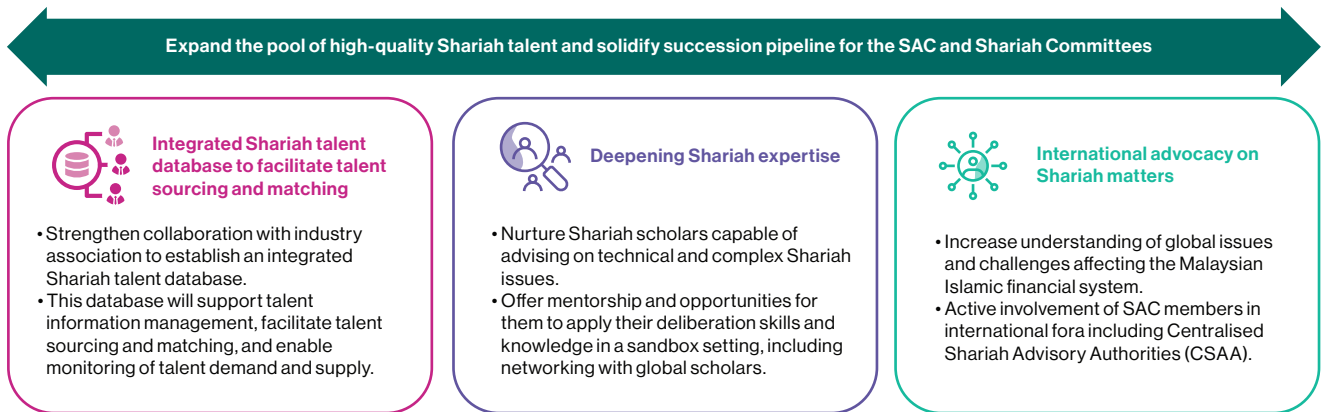 Expand the pool of high-quality Shariah talent and solidify succession pipeline for the SAC and Shariah Committees
Integrated Shariah talent
database to facilitate talent
sourcing and matching
• Strengthen collaboration with industry
association to establish an integrated
Shariah talent database.
• This database will support talent
information management, facilitate talent
sourcing and matching, and enable
monitoring of talent demand and supply.
Deepening Shariah expertise
• Nurture Shariah scholars capable of
advising on technical and complex Shariah
issues.
• Offer mentorship and opportunities for
them to apply their deliberation skills and
knowledge in a sandbox setting, including
networking with global scholars.
International advocacy on
Shariah matters
• Increase understanding of global issues
and challenges affecting the Malaysian
Islamic financial system.
• Active involvement of SAC members in
international fora including Centralised
Shariah Advisory Authorities (CSAA).